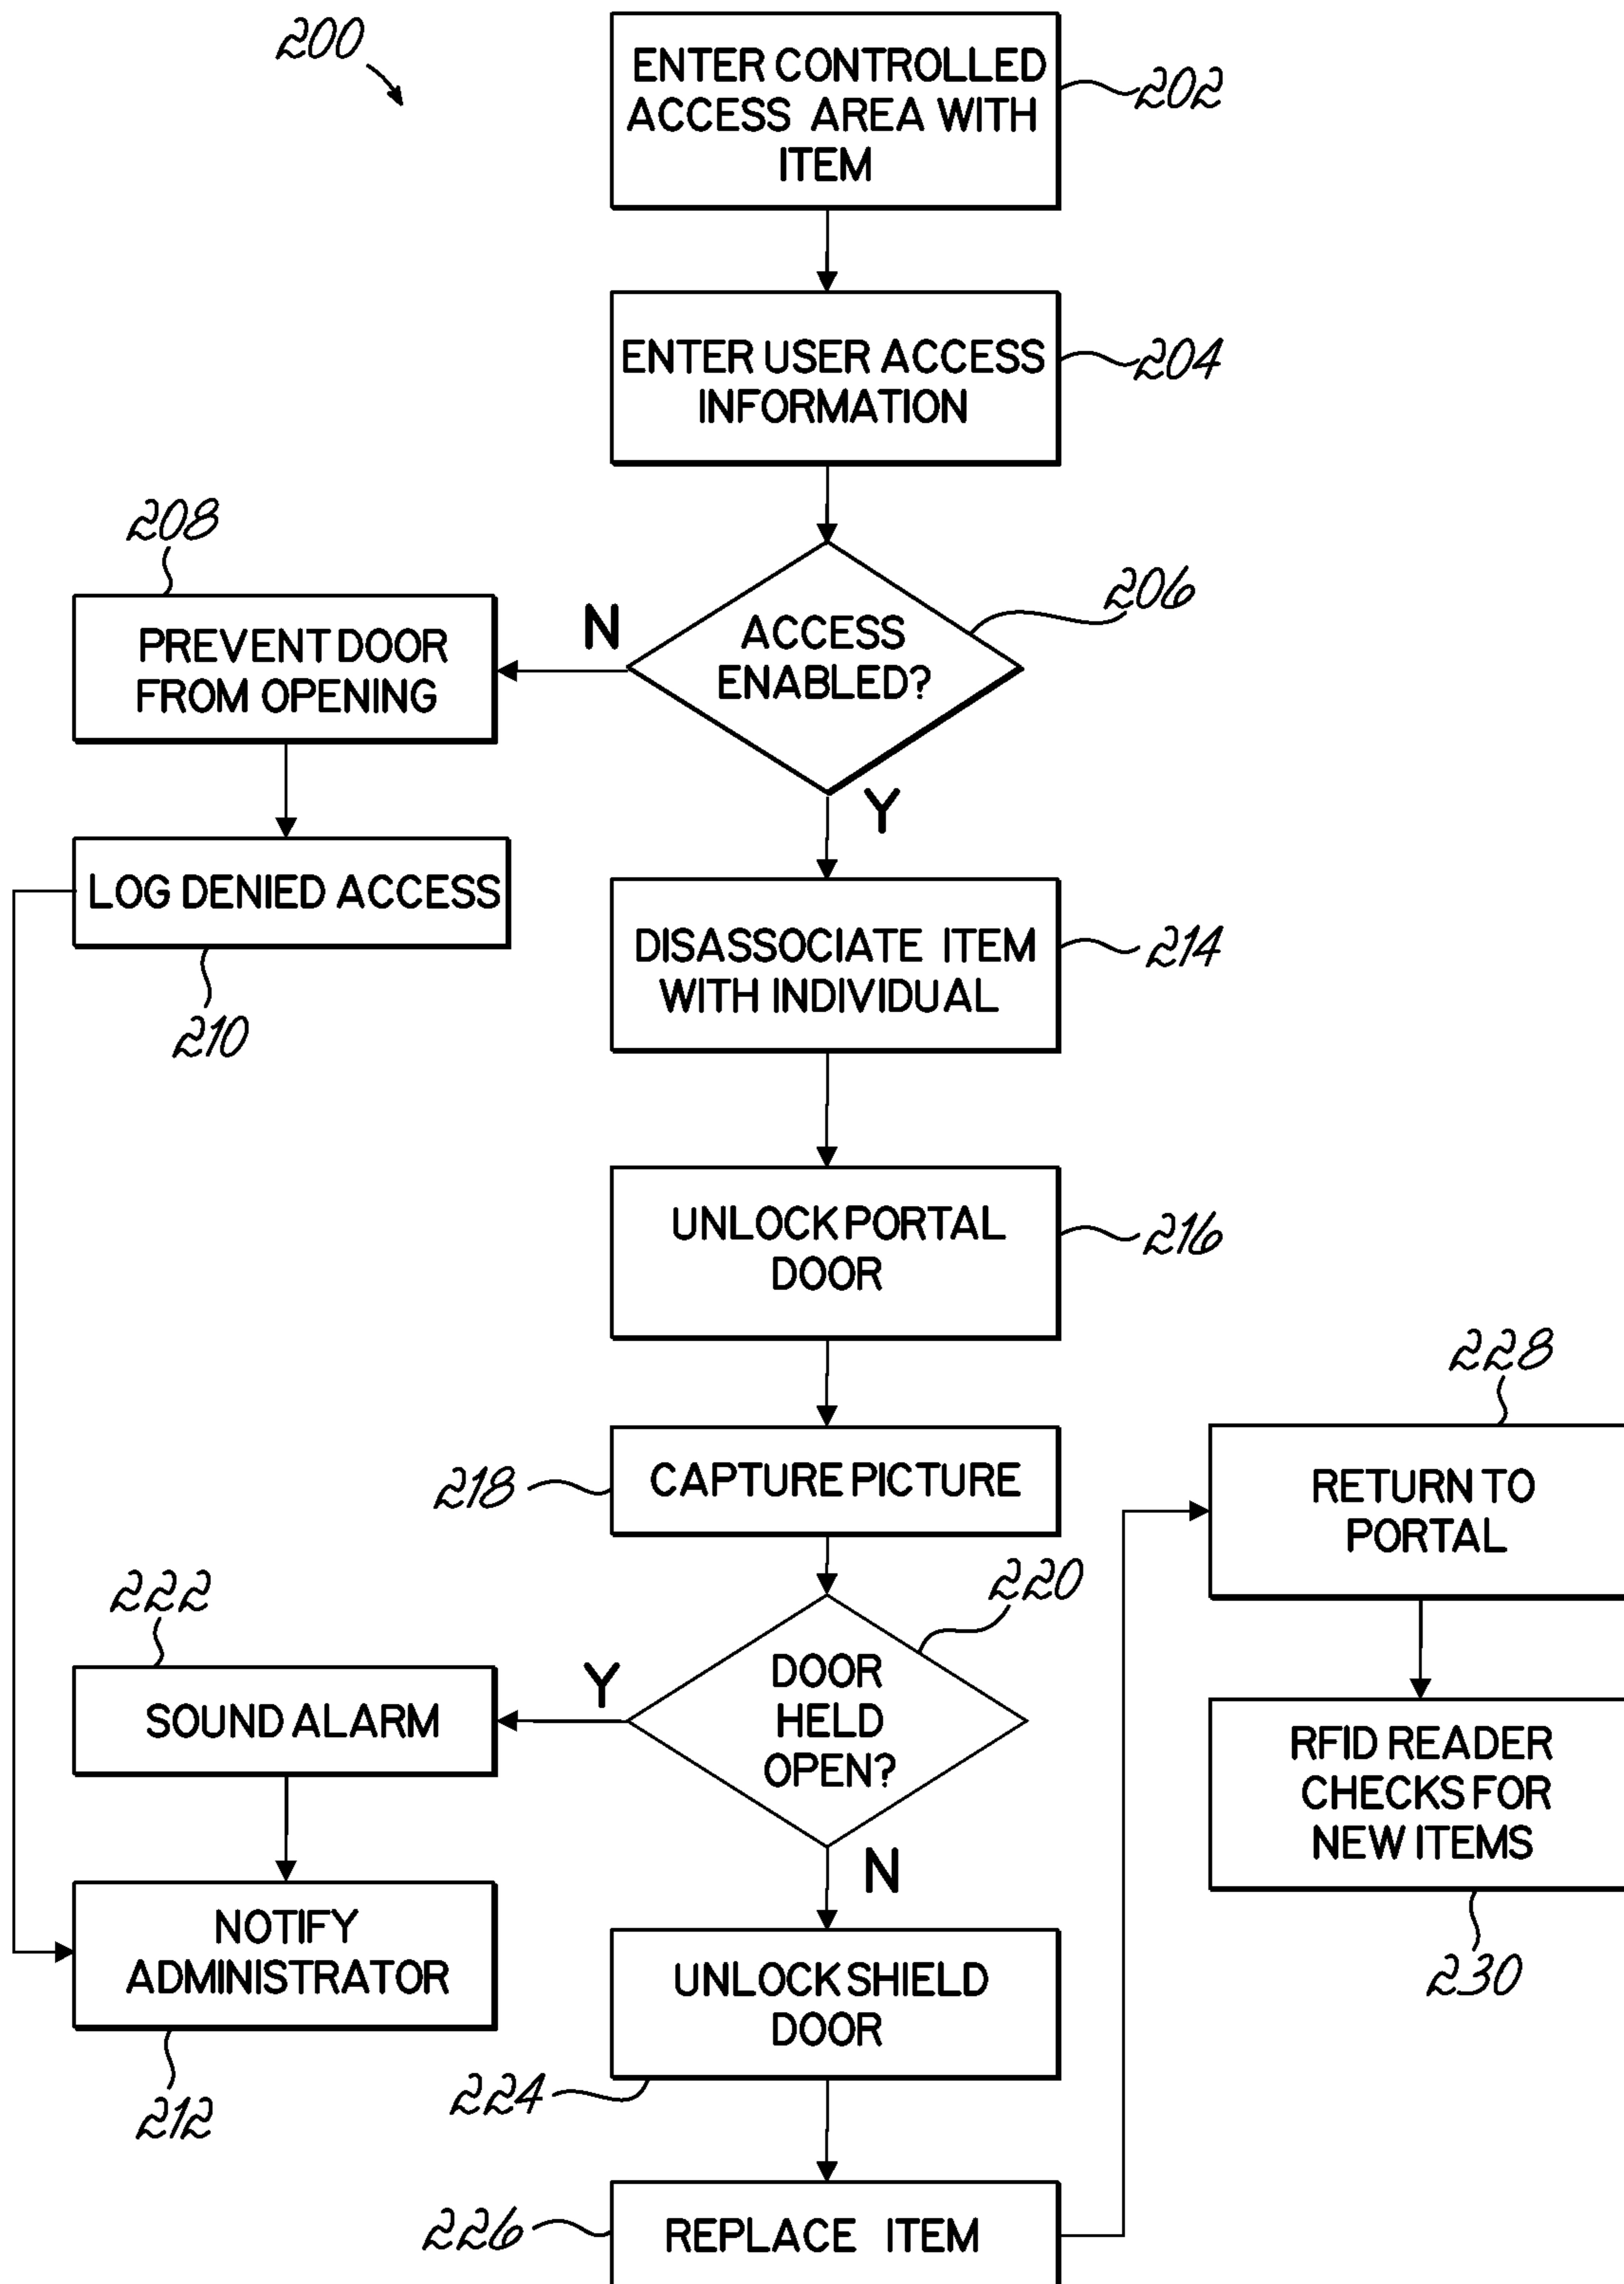 200
ENTER CONTROLLED
ACCESS AREA WITH
ITEM
202
ENTER USER ACCESS
INFORMATION
204
206
ACCESS
ENABLED?
N
Y
208
PREVENT DOOR
FROM OPENING
LOG DENIED ACCESS
210
DISASSOCIATE ITEM
WITH INDIVIDUAL
214
UNLOCK PORTAL
DOOR
216
CAPTURE PICTURE
218
220
DOOR
HELD
OPEN?
Y
N
222
SOUND ALARM
NOTIFY
ADMINISTRATOR
212
UNLOCK SHIELD
DOOR
224
REPLACE ITEM
226
228
RETURN TO
PORTAL
RFID READER
CHECKS FOR
NEW ITEMS
230